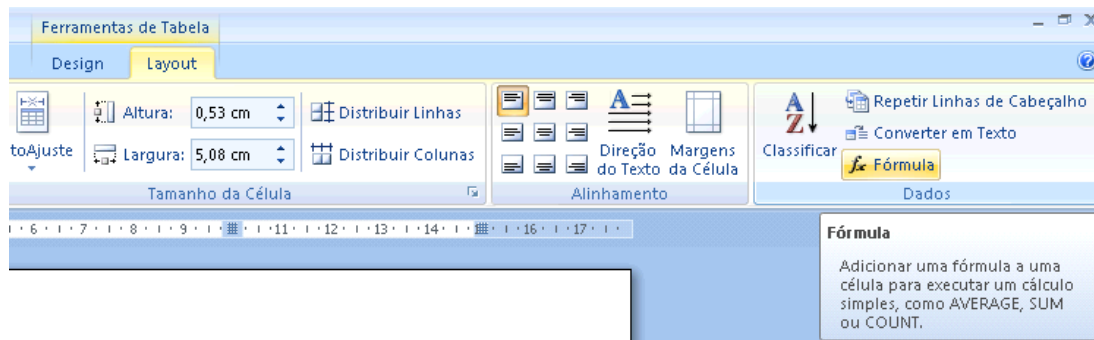 Ferramentas de Tabela
Design Layout
Altura: 0,53 cm Distribuir Linhas
toAjuste Largura: 5,08 cm Distribuir Colunas
Tamanho da Célula
Direção do Texto
Margens da Célula
Alinhamento
A Z Classificar
Repetir Linhas de Cabeçalho
Converter em Texto
fx Fórmula
Dados
6 7 8 9 11 12 13 14 16 17
Fórmula
Adicionar uma fórmula a uma
célula para executar um cálculo
simples, como AVERAGE, SUM
ou COUNT.